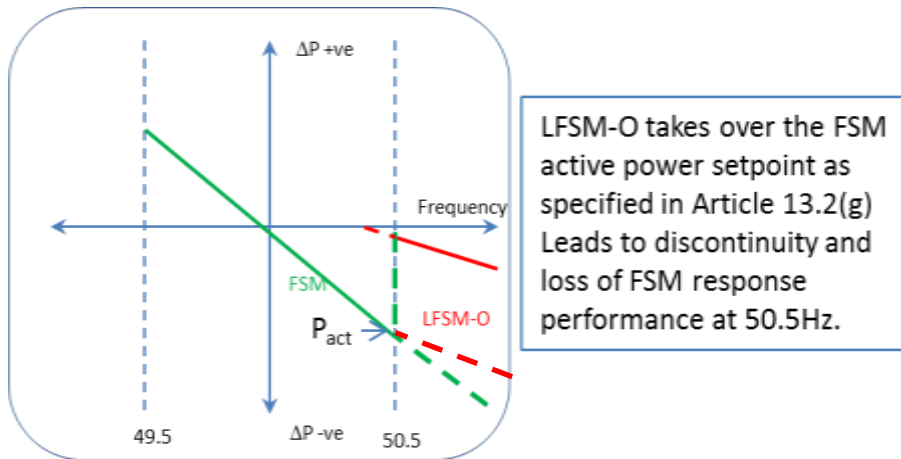 ΔP +ve
Frequency
FSM
LFSM-O
Pact
49.5
ΔP -ve
50.5
LFSM-O takes over the FSM
active power setpoint as
specified in Article 13.2(g)
Leads to discontinuity and
loss of FSM response
performance at 50.5Hz.